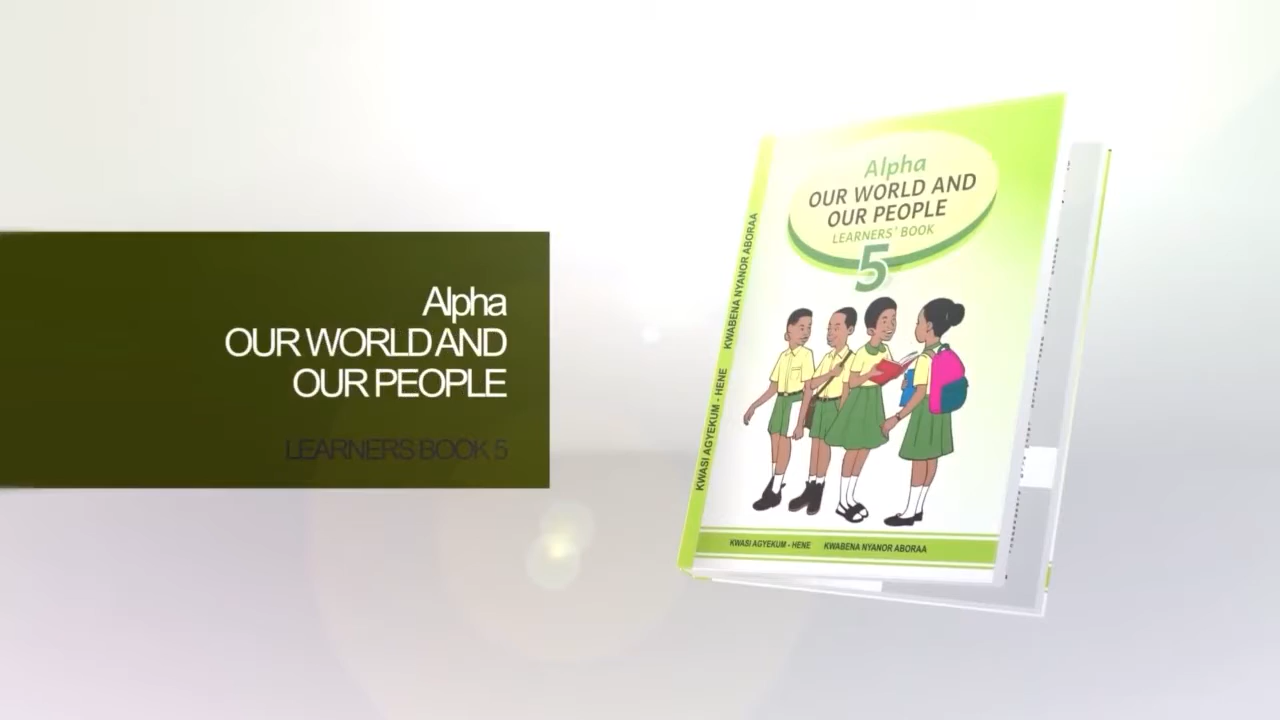 Alpha
OUR WORLD AND
OUR PEOPLE
LEARNERS BOOK 5
Alpha
OUR WORLD AND
OUR PEOPLE
LEARNERS' BOOK
5
KWASI AGYEKUM - HENE KWABENA NYANOR ABORAA
KWASI AGYEKUM - HENE KWABENA NYANOR ABORAA